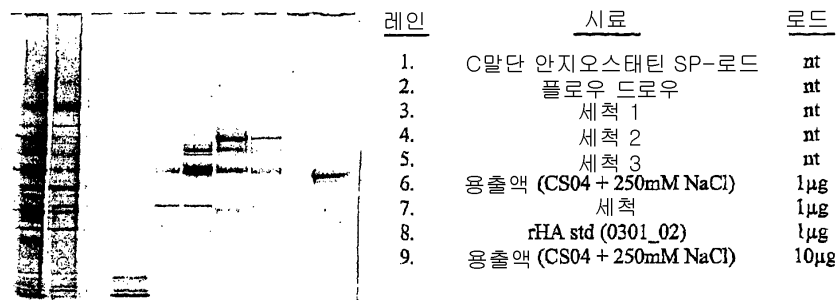 레인 시료 로드
1. C말단 안지오스태틴 SP-로드 nt
2. 플로우 드로우 nt
3. 세척 1 nt
4. 세척 2 nt
5. 세척 3 nt
6. 용출액 (CS04 + 250mM NaCl) 1μg
7. 세척 1μg
8. rHA std (0301_02) 1μg
9. 용출액 (CS04 + 250mM NaCl) 10μg